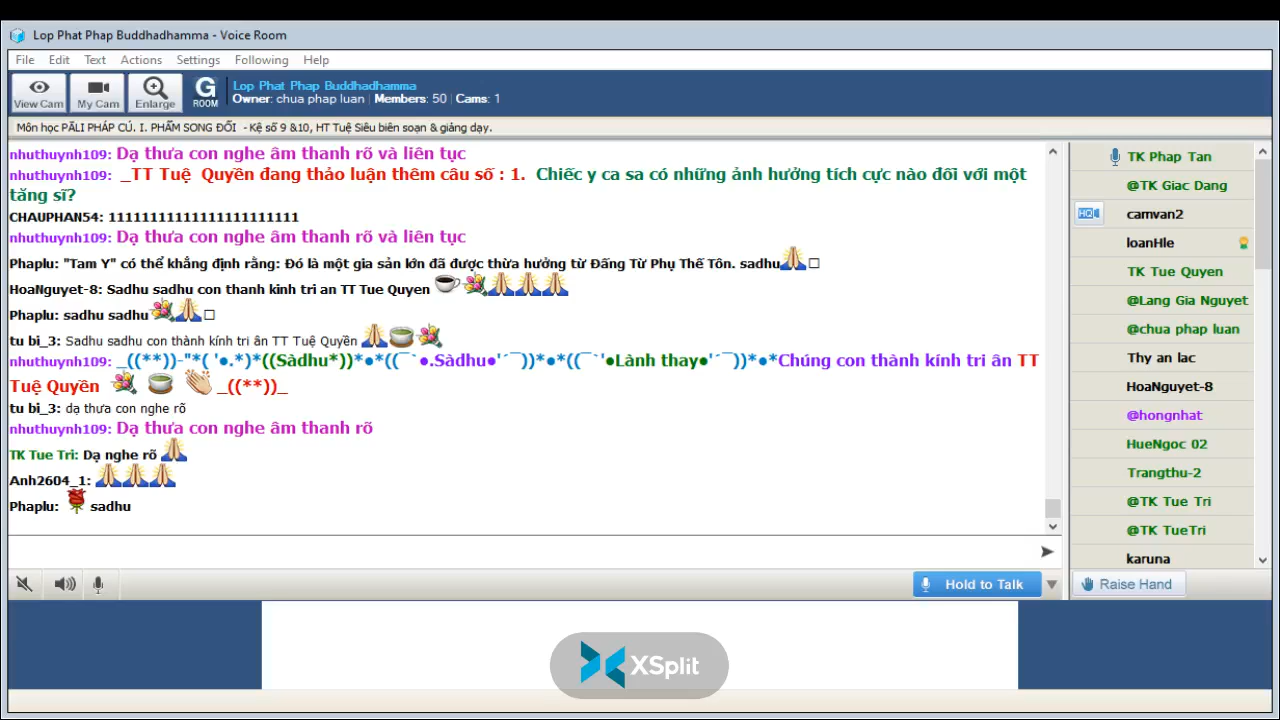 Lop Phat Phap Buddhadhamma - Voice Room
File Edit Text Actions Settings Following Help
View Cam My Cam Enlarge G ROOM
Lop Phat Phap Buddhadhamma
Owner: chua phap luan | Members: 50 | Cams: 1
Môn học PĀLI PHÁP CÚ. I. PHẨM SONG ĐỐI - Kệ số 9 &10, HT Tuệ Siêu biên soạn & giảng dạy.
nhuthuynh109: Dạ thưa con nghe âm thanh rõ và liên tục
nhuthuynh109: _TT Tuệ Quyền đang thảo luận thêm câu số : 1. Chiếc y ca sa có những ảnh hưởng tích cực nào đối với một
tăng sĩ?
CHAUPHAN54: 11111111111111111111111
nhuthuynh109: Dạ thưa con nghe âm thanh rõ và liên tục
Phaplu: "Tam Y" có thể khẳng định rằng: Đó là một gia sản lớn đã được thừa hưởng từ Đấng Từ Phụ Thế Tôn. sadhu
HoaNguyet-8: Sadhu sadhu con thanh kinh tri an TT Tue Quyen
Phaplu: sadhu sadhu
tu bi_3: Sadhu sadhu con thành kính tri ân TT Tuệ Quyền
nhuthuynh109: _((**))-"*( '●.*)*((Sàdhu*))*●*((¯`●.Sàdhu●'´¯))*●*((¯`'●Lành thay●'´¯))*●*Chúng con thành kính tri ân TT
Tuệ Quyền _((**))_
tu bi_3: dạ thưa con nghe rõ
nhuthuynh109: Dạ thưa con nghe âm thanh rõ
TK Tue Tri: Dạ nghe rõ
Anh2604_1:
Phaplu: sadhu
Hold to Talk
TK Phap Tan
@TK Giac Dang
HQ camvan2
loanHle
TK Tue Quyen
@Lang Gia Nguyet
@chua phap luan
Thy an lac
HoaNguyet-8
@hongnhat
HueNgoc 02
Trangthu-2
@TK Tue Tri
@TK TueTri
karuna
Raise Hand
XSplit